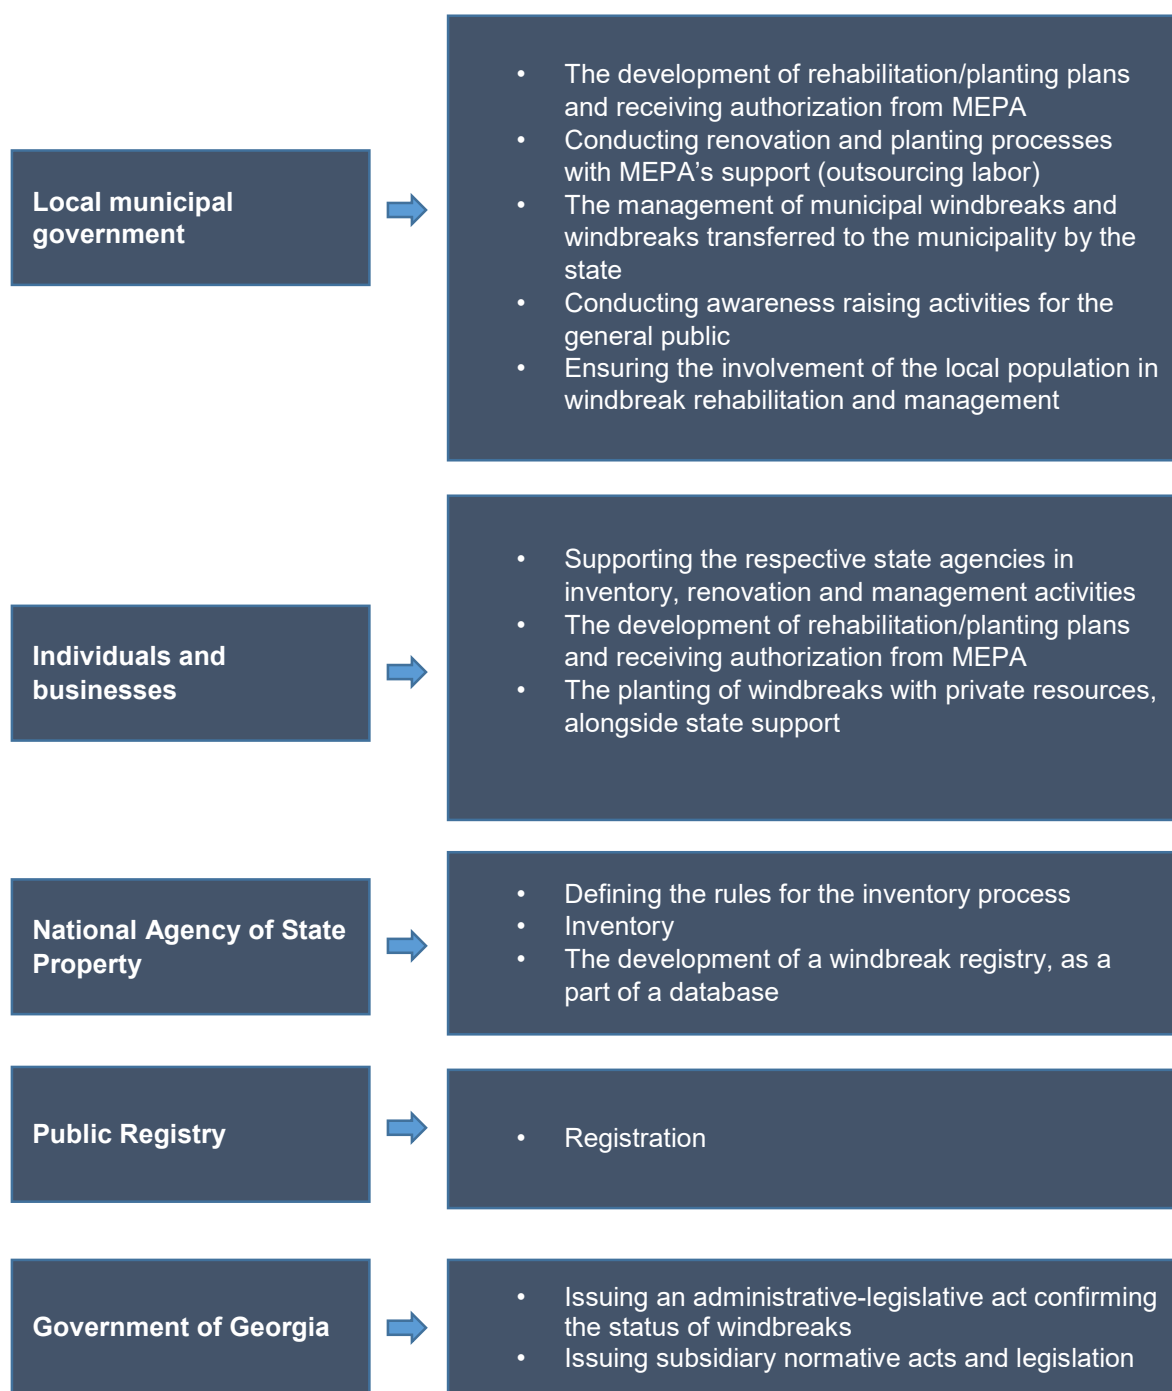 Local municipal
government
• The development of rehabilitation/planting plans
and receiving authorization from MEPA
• Conducting renovation and planting processes
with MEPA’s support (outsourcing labor)
• The management of municipal windbreaks and
windbreaks transferred to the municipality by the
state
• Conducting awareness raising activities for the
general public
• Ensuring the involvement of the local population in
windbreak rehabilitation and management
Individuals and
businesses
• Supporting the respective state agencies in
inventory, renovation and management activities
• The development of rehabilitation/planting plans
and receiving authorization from MEPA
• The planting of windbreaks with private resources,
alongside state support
National Agency of State
Property
• Defining the rules for the inventory process
• Inventory
• The development of a windbreak registry, as a
part of a database
Public Registry
• Registration
Government of Georgia
• Issuing an administrative-legislative act confirming
the status of windbreaks
• Issuing subsidiary normative acts and legislation